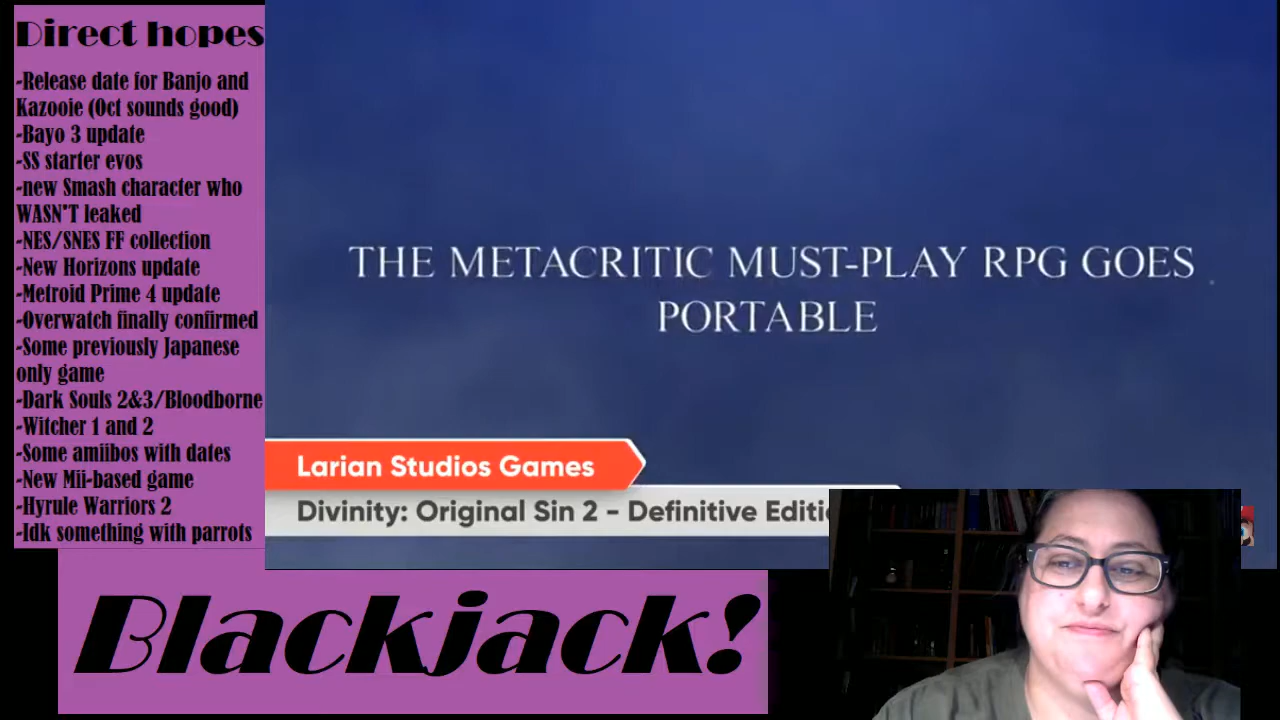 Direct hopes
-Release date for Banjo and
Kazooie (Oct sounds good)
-Bayo 3 update
-SS starter evos
-new Smash character who
WASN'T leaked
-NES/SNES FF collection
-New Horizons update
-Metroid Prime 4 update
-Overwatch finally confirmed
-Some previously Japanese
only game
-Dark Souls 2&3/Bloodborne
-Witcher 1 and 2
-Some amiibos with dates
-New Mii-based game
-Hyrule Warriors 2
-Idk something with parrots
THE METACRITIC MUST-PLAY RPG GOES
PORTABLE
Larian Studios Games
Divinity: Original Sin 2 - Definitive Editi
Blackjack!